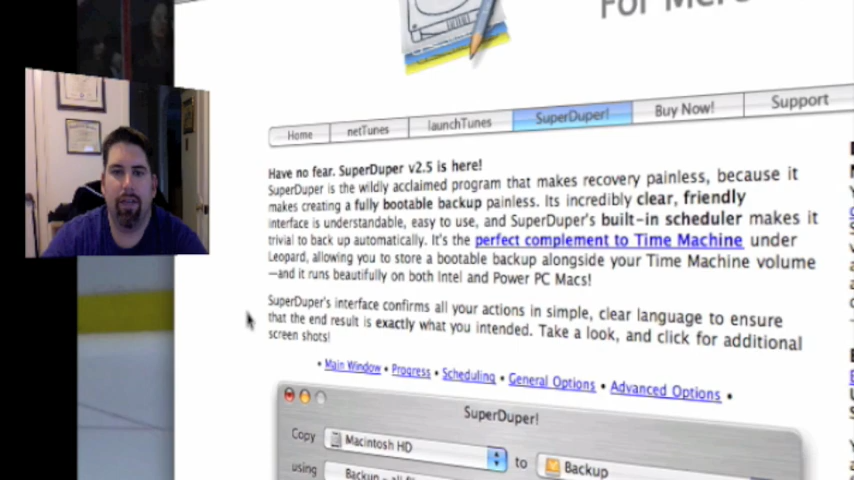 For Mere
Home netTunes launchTunes SuperDuper! Buy Now! Support
Have no fear. SuperDuper v2.5 is here!
SuperDuper is the wildly acclaimed program that makes recovery painless, because it
makes creating a fully bootable backup painless. Its incredibly clear, friendly
interface is understandable, easy to use, and SuperDuper's built-in scheduler makes it
trivial to back up automatically. It's the perfect complement to Time Machine under
Leopard, allowing you to store a bootable backup alongside your Time Machine volume
—and it runs beautifully on both Intel and Power PC Macs!
SuperDuper's interface confirms all your actions in simple, clear language to ensure
that the end result is exactly what you intended. Take a look, and click for additional
screen shots!
• Main Window • Progress • Scheduling • General Options • Advanced Options •
SuperDuper!
Copy Macintosh HD to Backup
using Backup - all